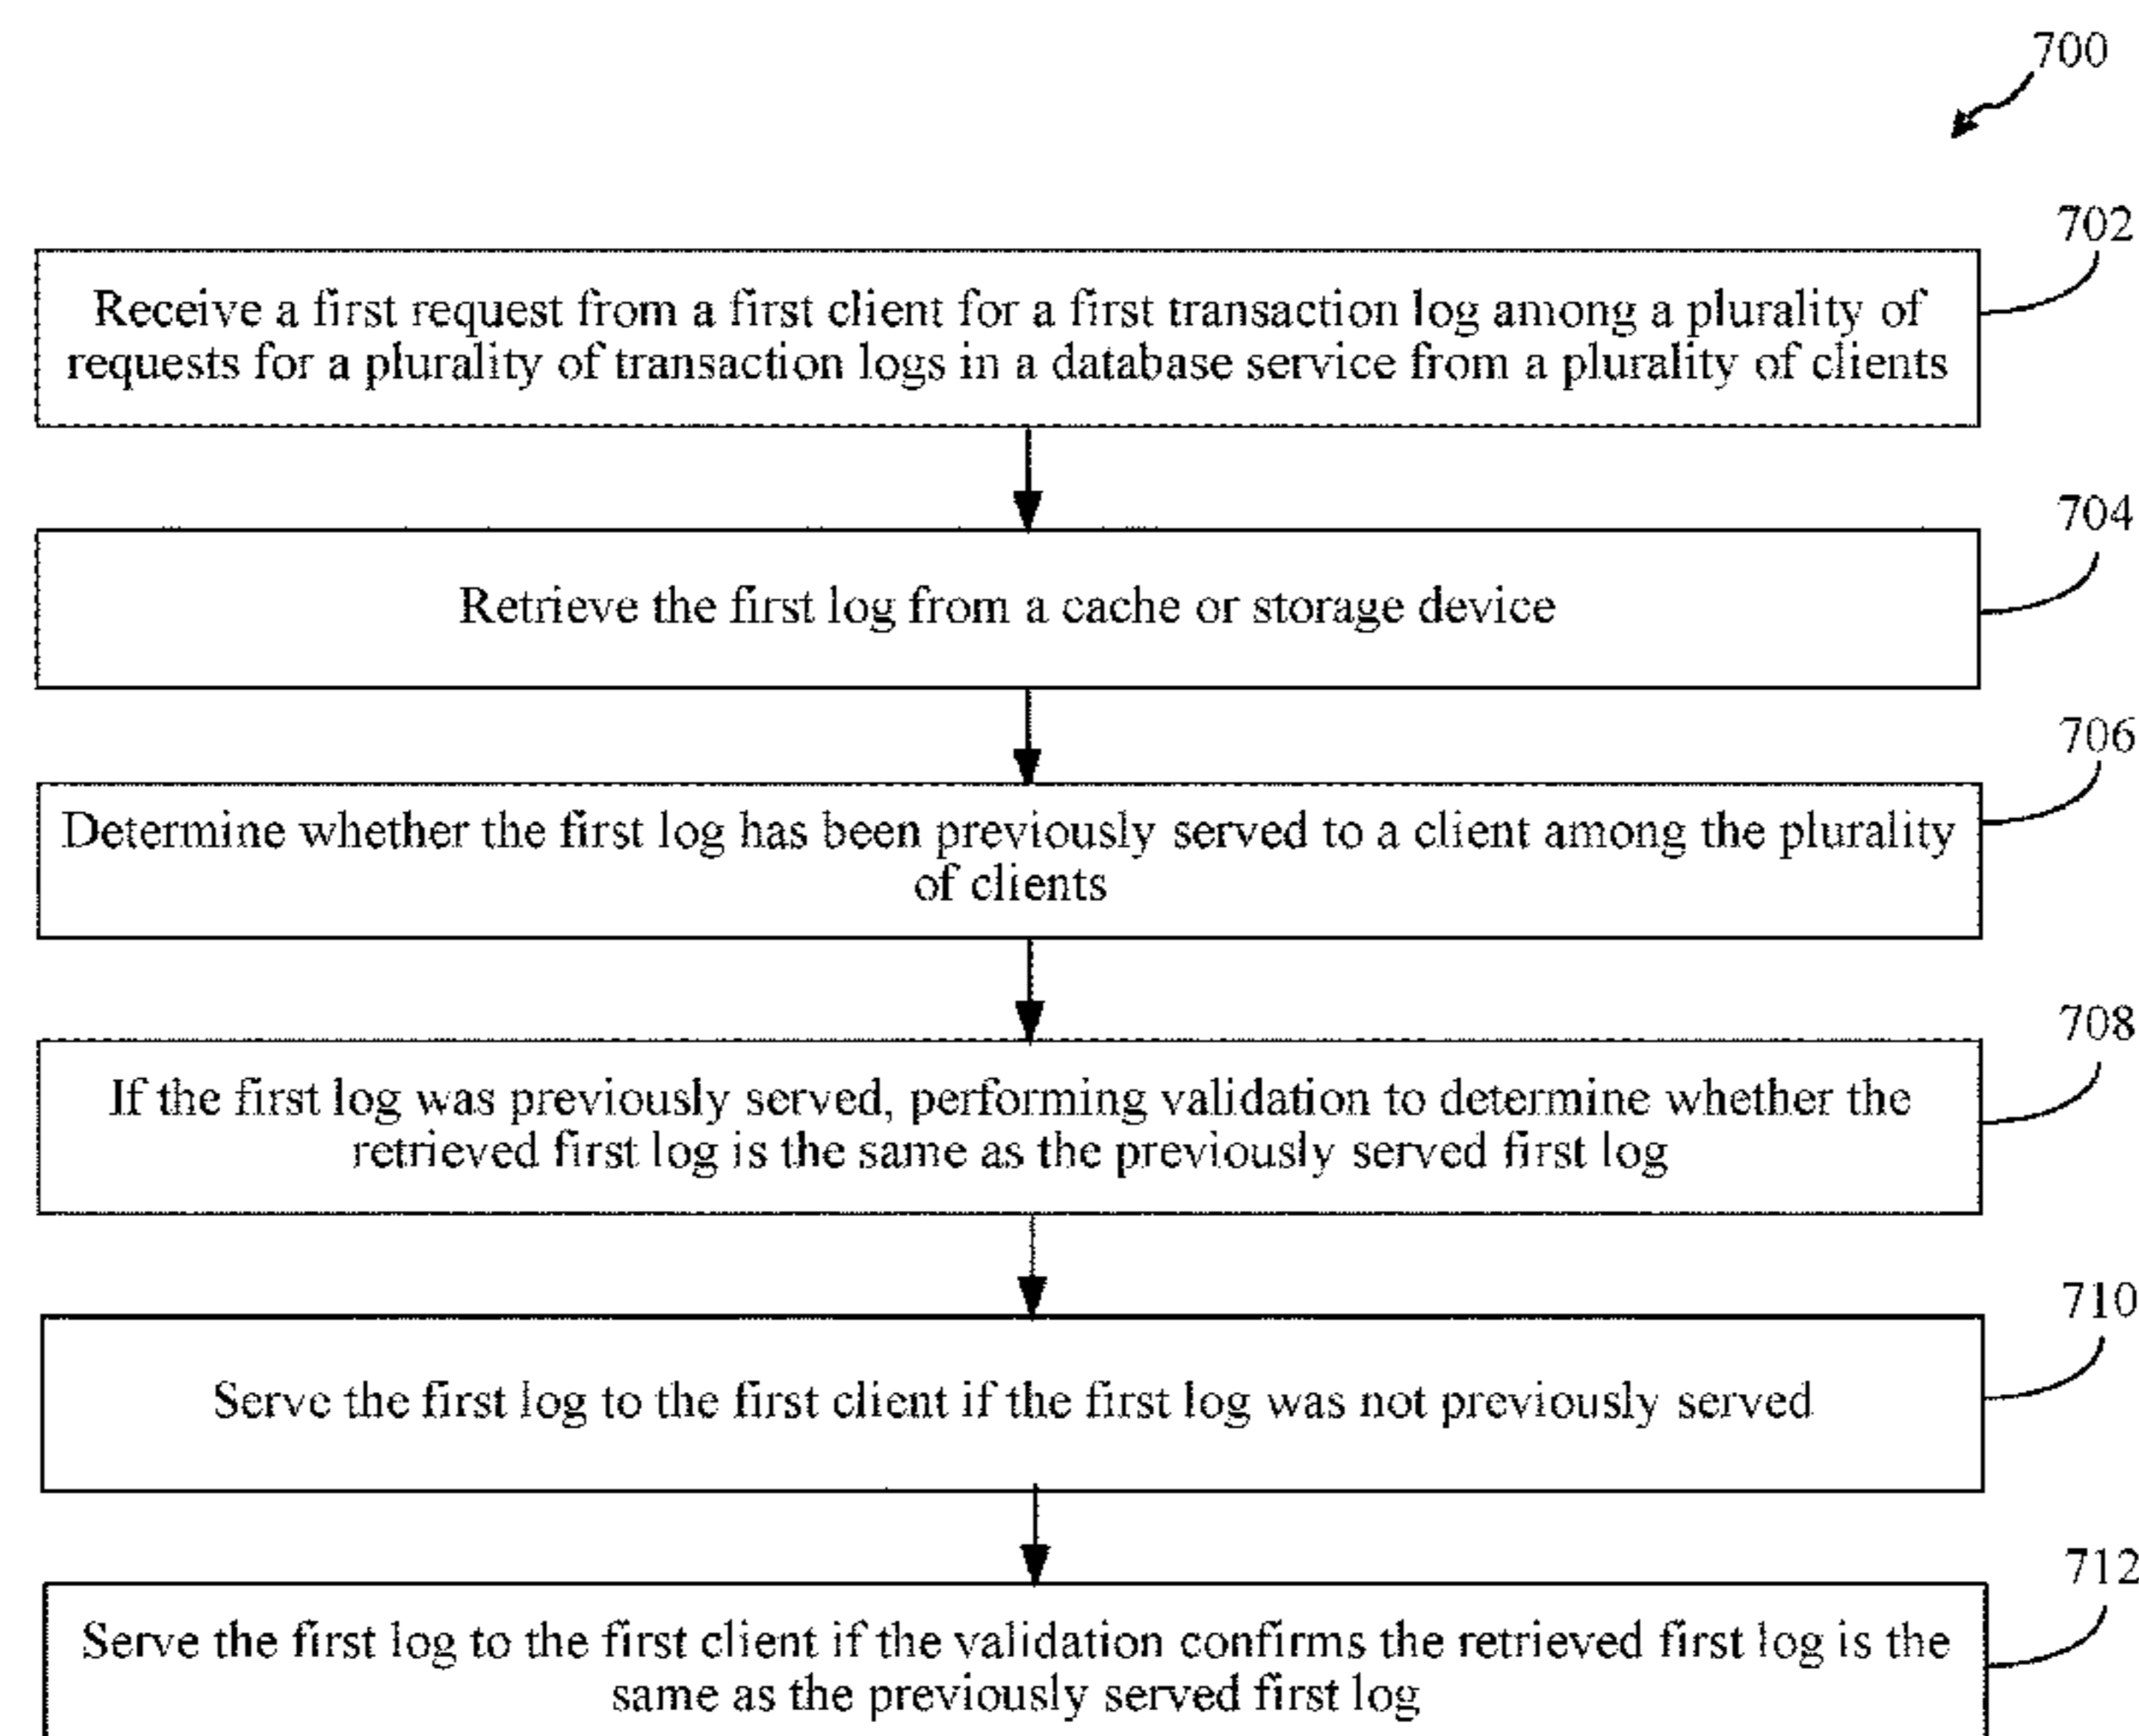 700
702
Receive a first request from a first client for a first transaction log among a plurality of
requests for a plurality of transaction logs in a database service from a plurality of clients
704
Retrieve the first log from a cache or storage device
706
Determine whether the first log has been previously served to a client among the plurality
of clients
708
If the first log was previously served, performing validation to determine whether the
retrieved first log is the same as the previously served first log
710
Serve the first log to the first client if the first log was not previously served
712
Serve the first log to the first client if the validation confirms the retrieved first log is the
same as the previously served first log